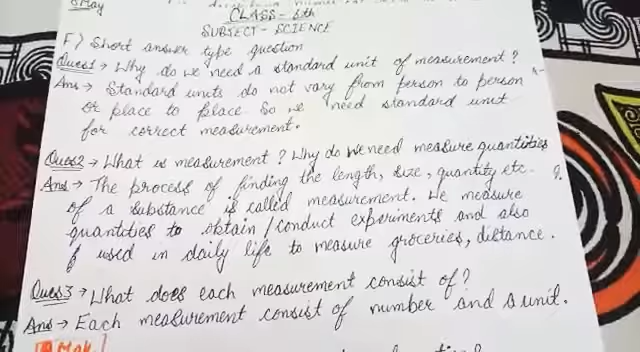 8 May
CLASS - 6th
SUBJECT - SCIENCE
F) Short answer type question
Ques1 → Why do we need a standard unit of measurement?
Ans → Standard units do not vary from person to person
or place to place So we need standard unit
for correct measurement.
Ques2 → What is measurement? Why do we need measure quantities
Ans → The process of finding the length, size, quantity etc.
of a substance is called measurement. We measure
quantities to obtain / conduct experiments and also
used in daily life to measure groceries, distance.
Ques3 → What does each measurement consist of?
Ans → Each measurement consist of number and a unit.
May